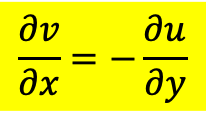 ∂v/∂x = − ∂u/∂y